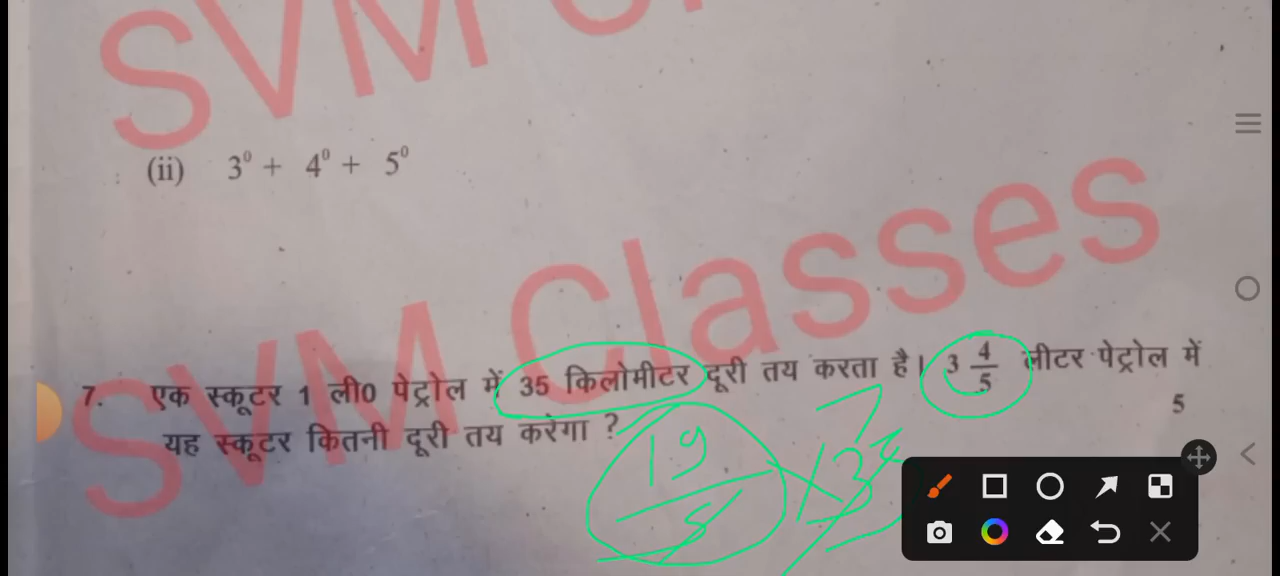 SVM
(ii) 3⁰ + 4⁰ + 5⁰
SVM Classes
7. एक स्कूटर 1 ली0 पेट्रोल में 35 किलोमीटर दूरी तय करता है। 3 4/5 लीटर पेट्रोल में
यह स्कूटर कितनी दूरी तय करेगा ? 5
19/5 ×
7